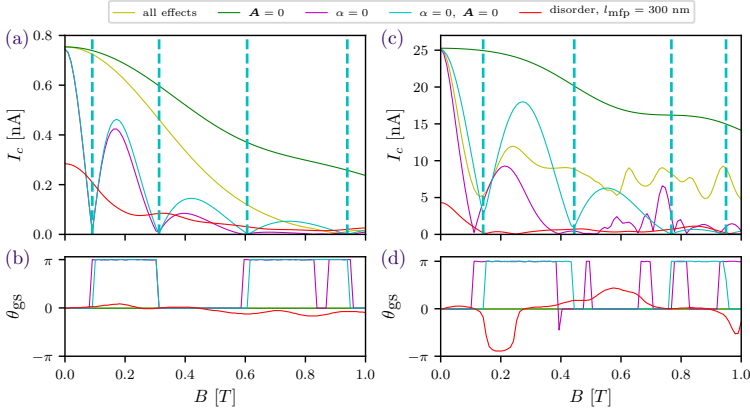 all effects
A = 0
α = 0
α = 0, A = 0
disorder, l_mfp = 300 nm
(a)
0.8
0.6
0.4
0.2
0.0
I_c [nA]
(c)
25
20
15
10
5
0
I_c [nA]
(b)
π
0
−π
θ_gs
0.0 0.2 0.4 0.6 0.8 1.0
B [T]
(d)
π
0
−π
θ_gs
0.0 0.2 0.4 0.6 0.8 1.0
B [T]